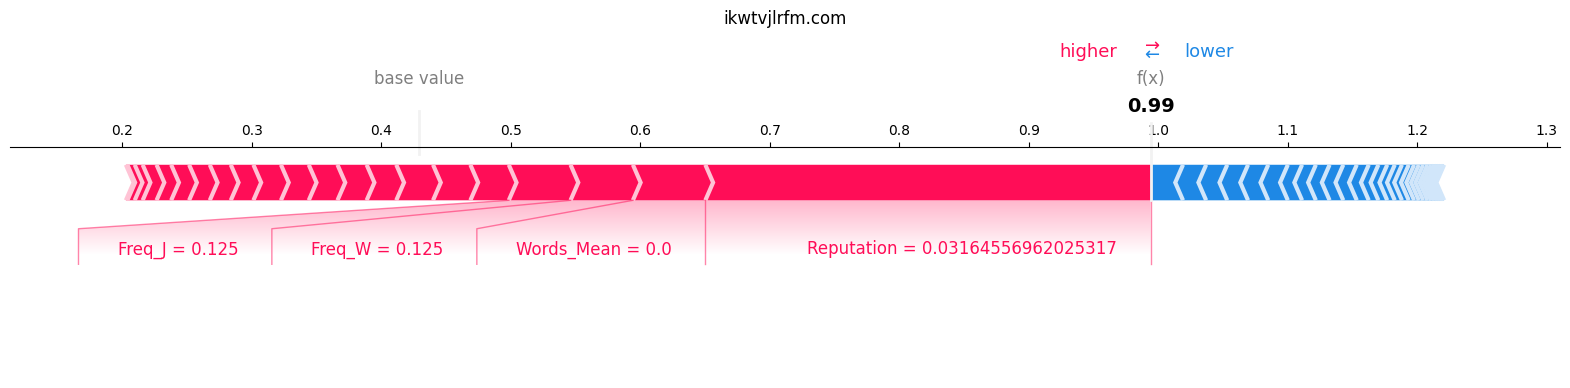 ikwtvjlrfm.com
higher → ← lower
base value
f(x)
0.99
0.2 0.3 0.4 0.5 0.6 0.7 0.8 0.9 1.0 1.1 1.2 1.3
Freq_J = 0.125 Freq_W = 0.125 Words_Mean = 0.0 Reputation = 0.03164556962025317